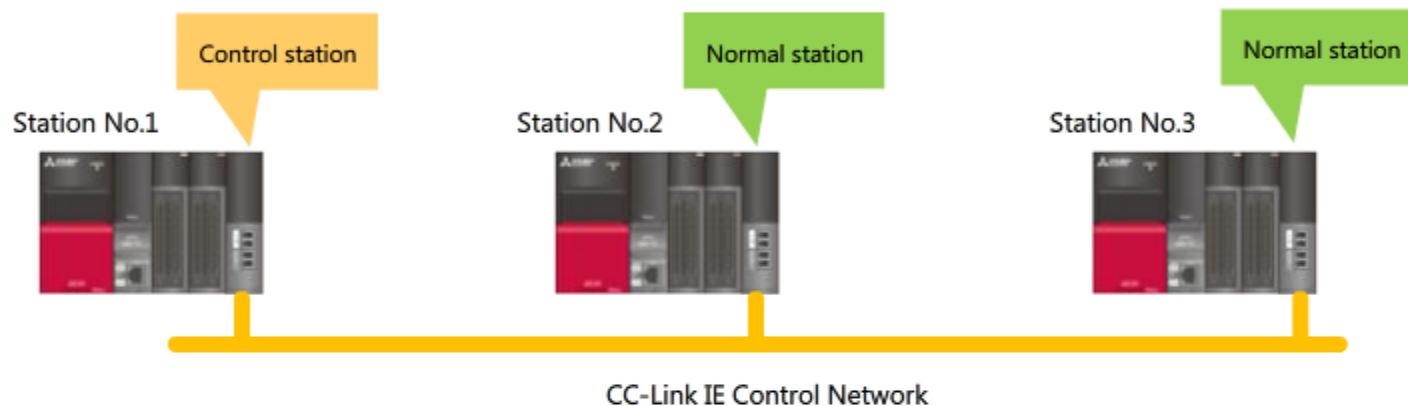 Control station
Normal station
Normal station
Station No.1
Station No.2
Station No.3
CC-Link IE Control Network